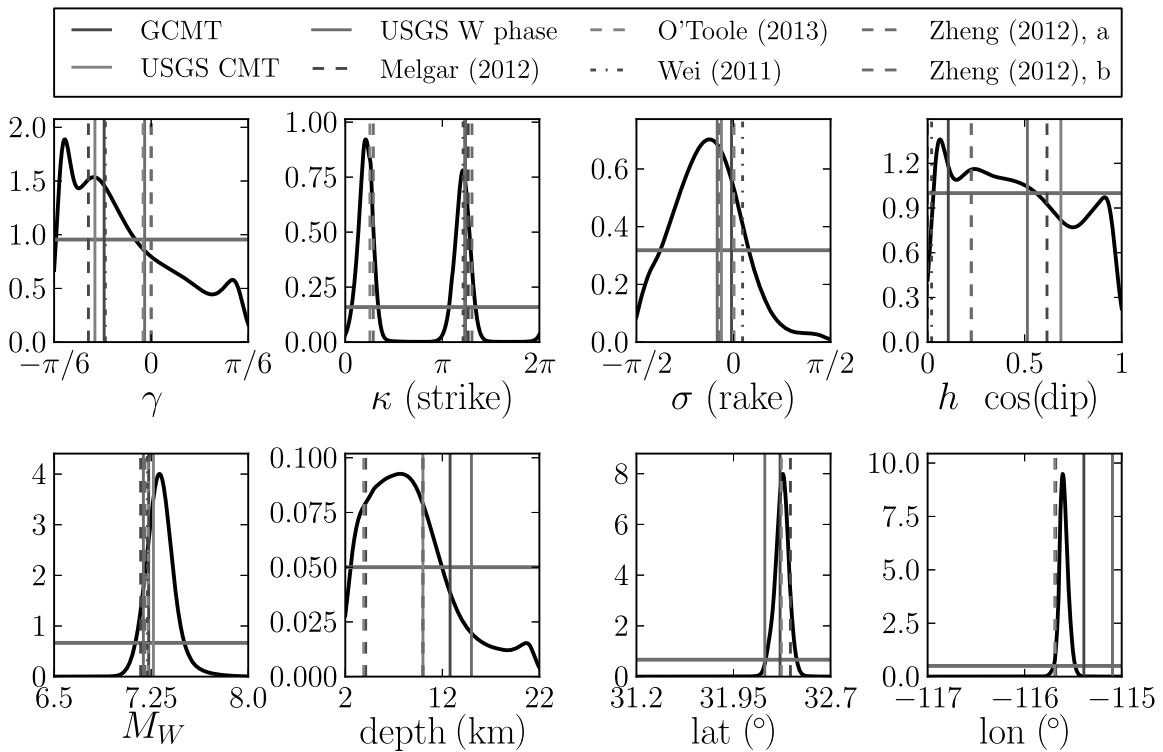 GCMT USGS W phase O'Toole (2013) Zheng (2012), a
USGS CMT Melgar (2012) Wei (2011) Zheng (2012), b
2.0 1.00 0.6 1.2
1.5 0.75 0.9
1.0 0.50 0.4 0.6
0.5 0.25 0.2 0.3
0.0 0.00 0.0 0.0
−π/6 0 π/6 0 π 2π −π/2 0 π/2 0 0.5 1
γ κ (strike) σ (rake) h cos(dip)
4 0.100 8 10.0
3 0.075 6 7.5
2 0.050 4 5.0
1 0.025 2 2.5
0 0.000 0 0.0
6.5 7.25 8.0 2 12 22 31.2 31.95 32.7 −117 −116 −115
M_W depth (km) lat (°) lon (°)